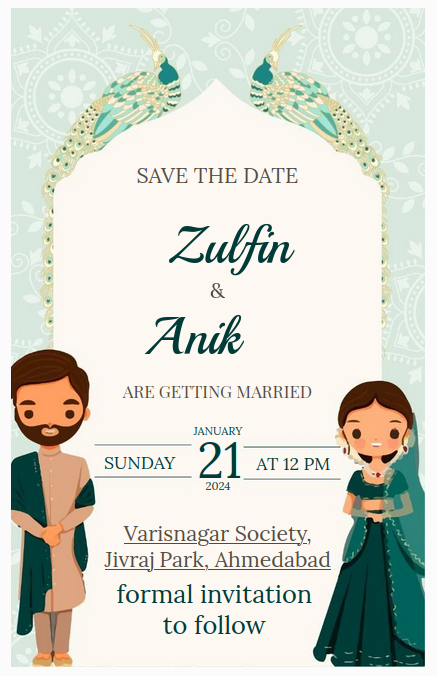 SAVE THE DATE
Zulfin
&
Anik
ARE GETTING MARRIED
JANUARY
SUNDAY 21 AT 12 PM
2024
Varisnagar Society,
Jivraj Park, Ahmedabad
formal invitation
to follow